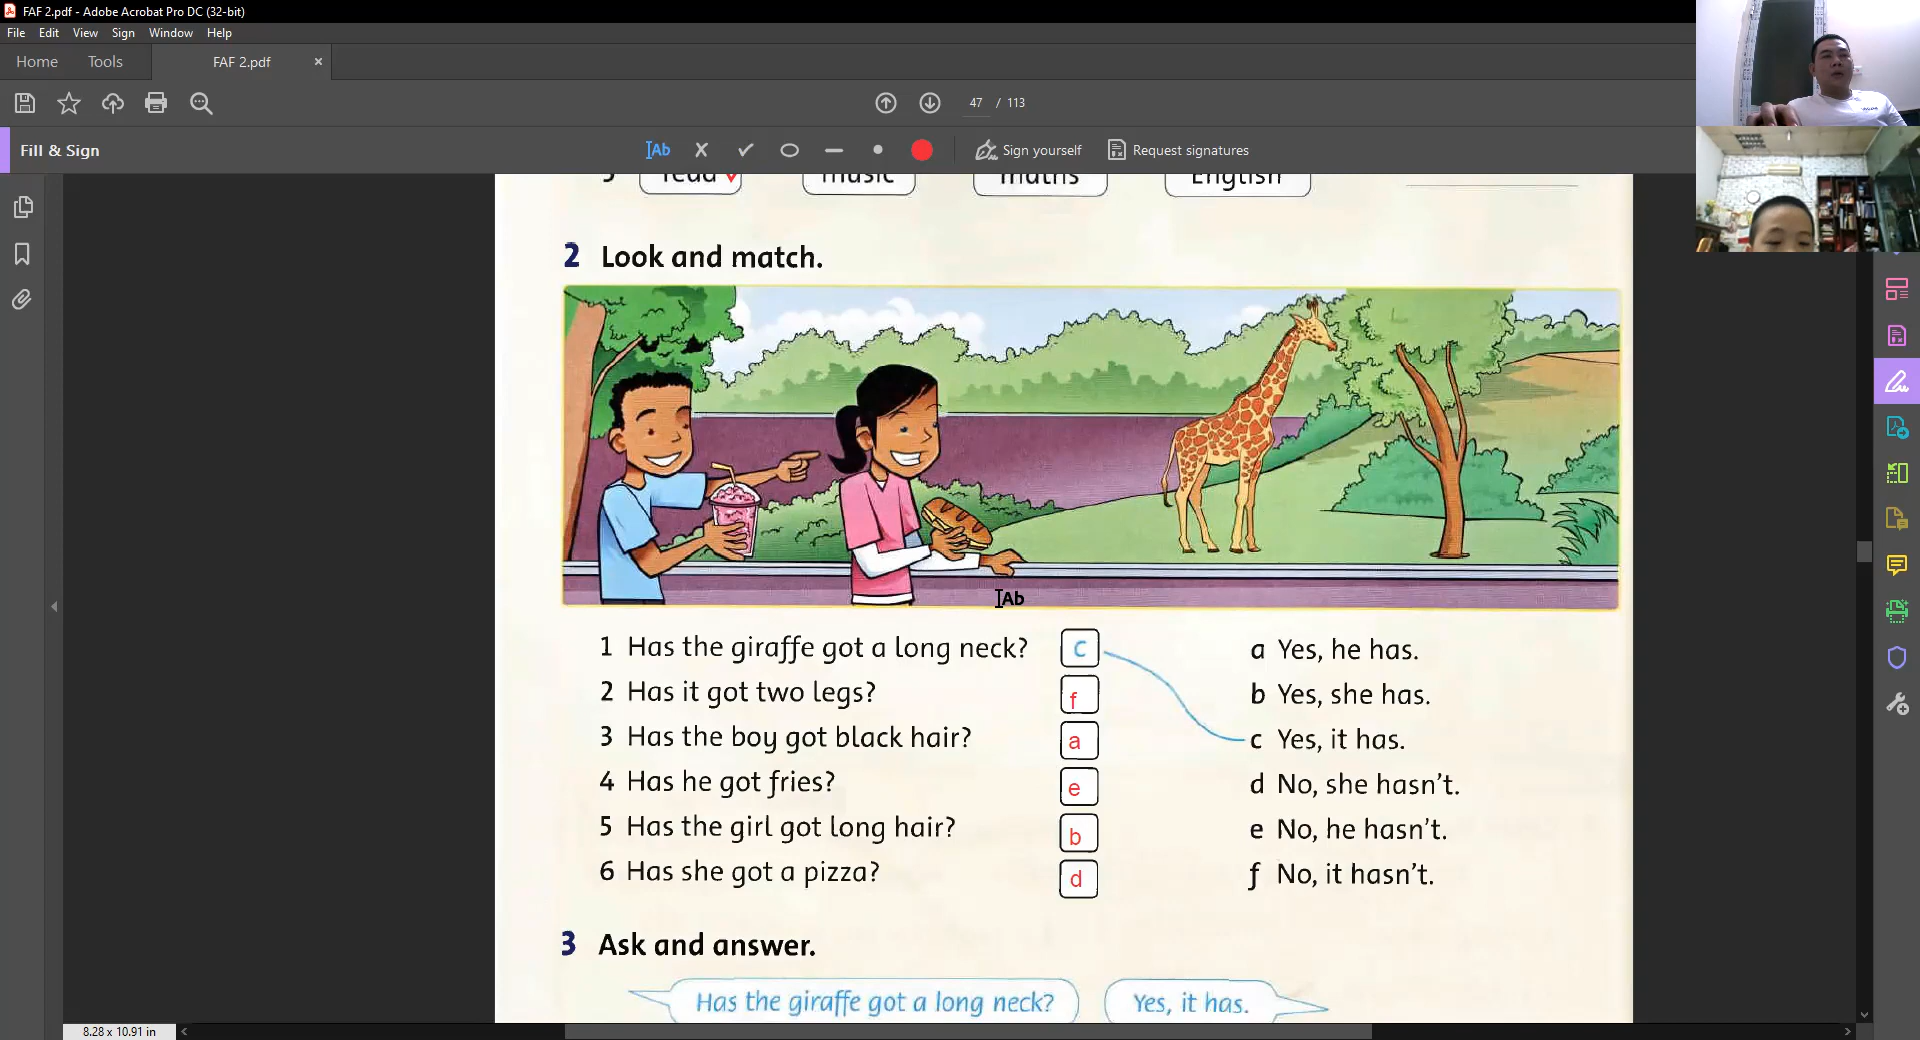 FAF 2.pdf - Adobe Acrobat Pro DC (32-bit)
File Edit View Sign Window Help
Home Tools FAF 2.pdf ×
47 / 113
Fill & Sign
IAb Sign yourself Request signatures
read music maths English
2 Look and match.
IAb
1 Has the giraffe got a long neck? c a Yes, he has.
2 Has it got two legs? f b Yes, she has.
3 Has the boy got black hair? a c Yes, it has.
4 Has he got fries? e d No, she hasn't.
5 Has the girl got long hair? b e No, he hasn't.
6 Has she got a pizza? d f No, it hasn't.
3 Ask and answer.
Has the giraffe got a long neck? Yes, it has.
8.28 x 10.91 in